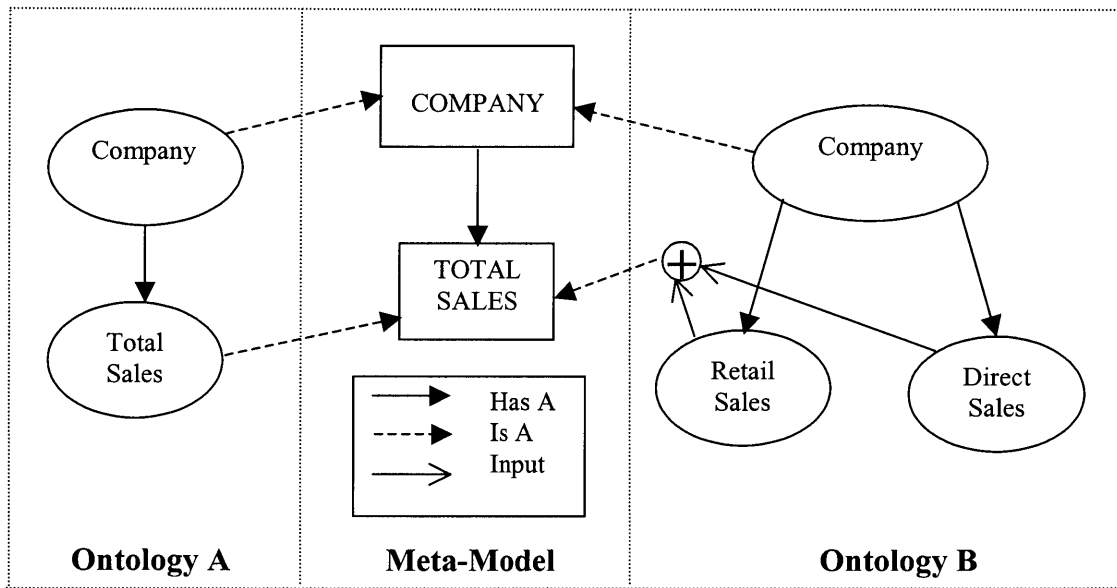 Company
Total
Sales
Ontology A
COMPANY
TOTAL
SALES
Has A
Is A
Input
Meta-Model
Company
+
Retail
Sales
Direct
Sales
Ontology B